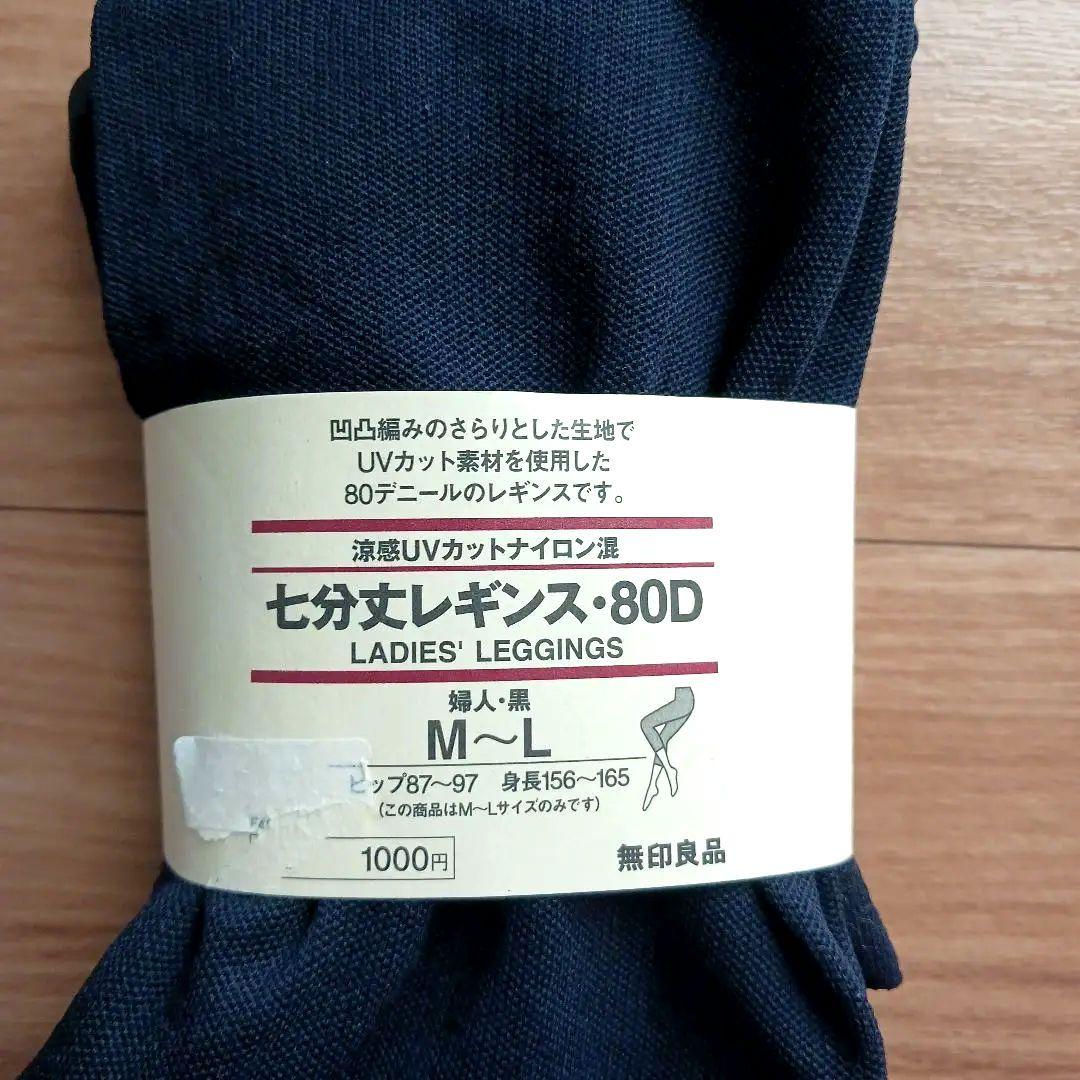 凹凸編みのさらりとした生地で
UVカット素材を使用した
80デニールのレギンスです。
涼感UVカットナイロン混
七分丈レギンス・80D
LADIES' LEGGINGS
婦人・黒
M〜L
ヒップ87〜97 身長156〜165
(この商品はM〜Lサイズのみです)
1000円
無印良品